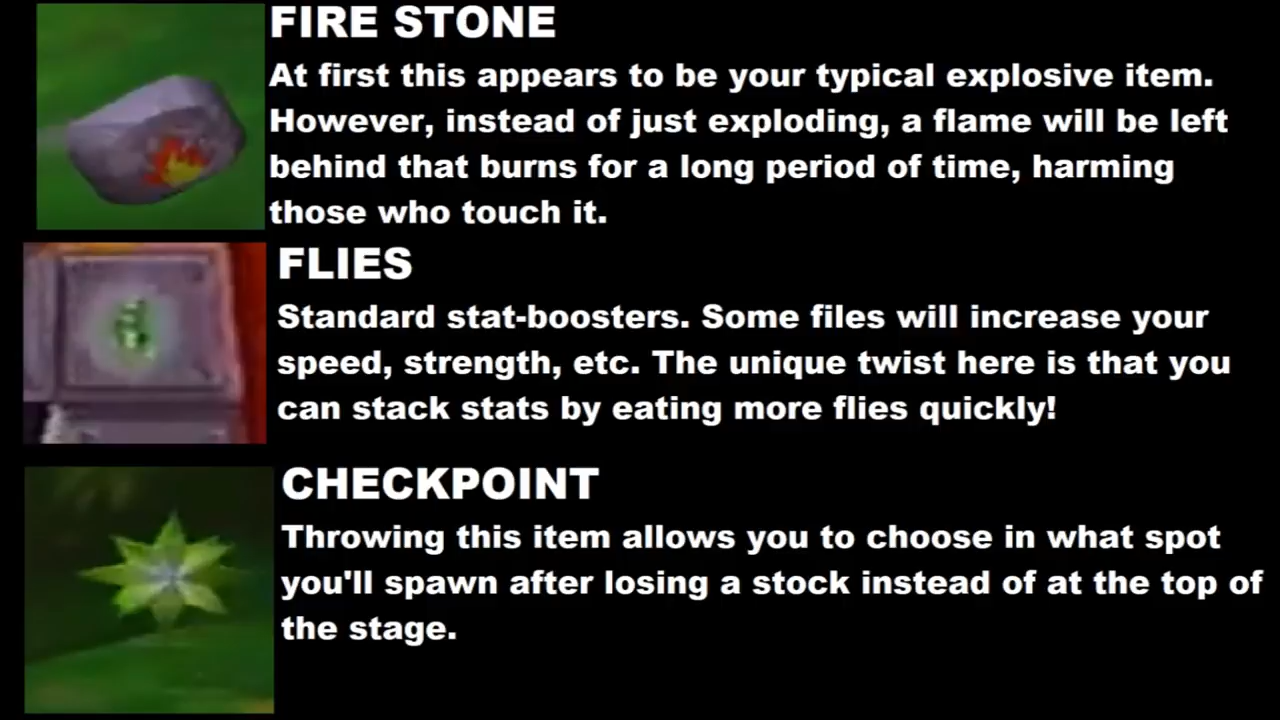 FIRE STONE
At first this appears to be your typical explosive item.
However, instead of just exploding, a flame will be left
behind that burns for a long period of time, harming
those who touch it.
FLIES
Standard stat-boosters. Some files will increase your
speed, strength, etc. The unique twist here is that you
can stack stats by eating more flies quickly!
CHECKPOINT
Throwing this item allows you to choose in what spot
you'll spawn after losing a stock instead of at the top of
the stage.